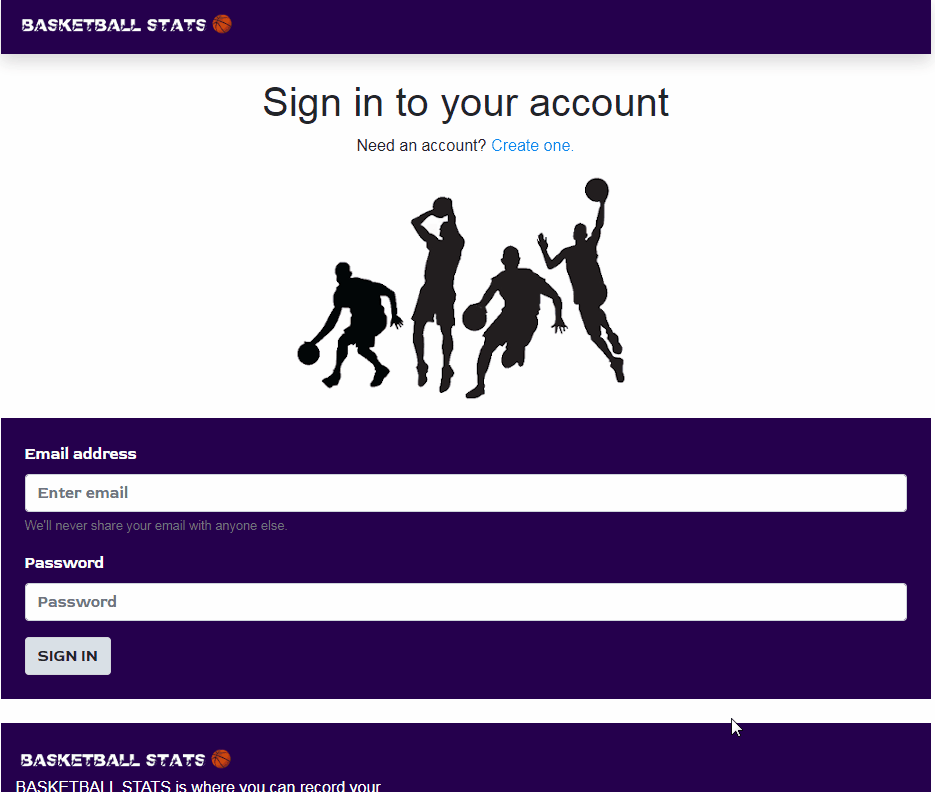 BASKETBALL STATS
Sign in to your account
Need an account? Create one.
Email address
Enter email
We'll never share your email with anyone else.
Password
Password
SIGN IN
BASKETBALL STATS
BASKETBALL STATS is where you can record your